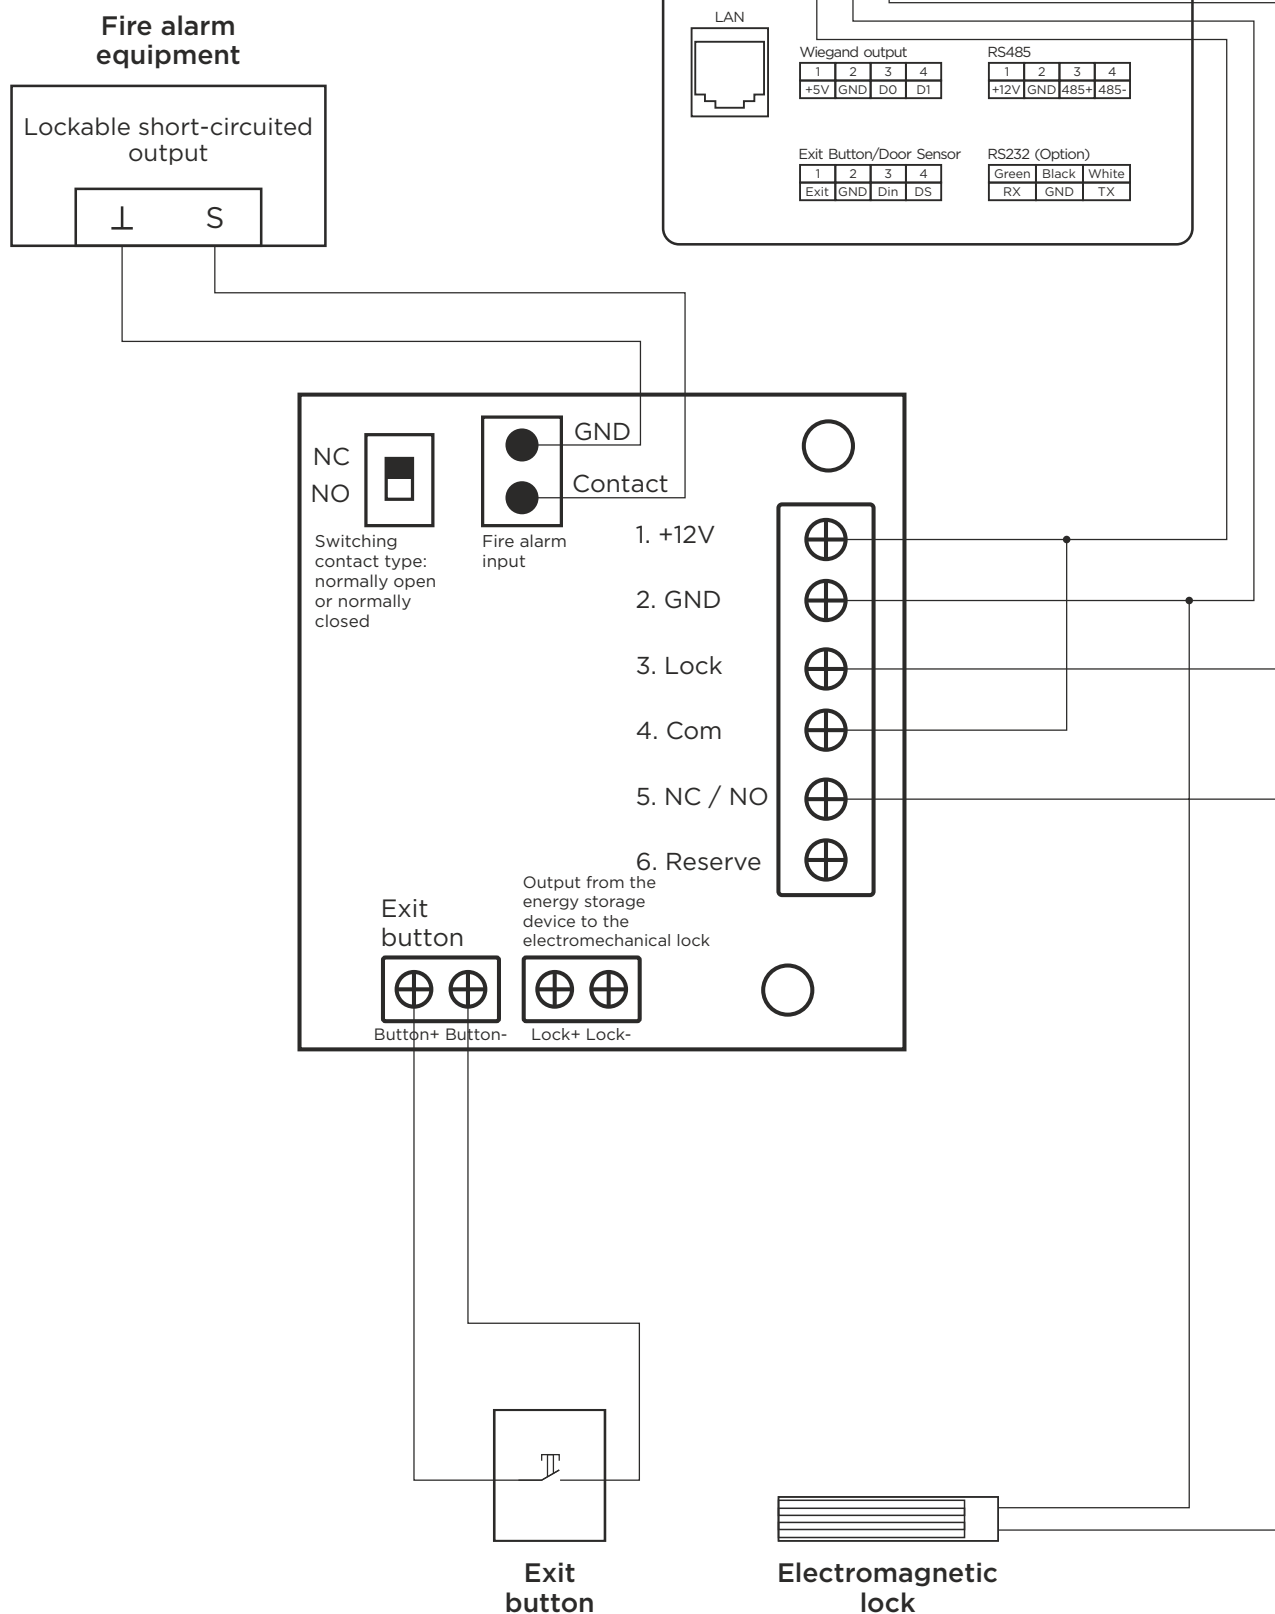 Fire alarm
equipment
Lockable short-circuited
output
⊥ S
LAN
Wiegand output
1 2 3 4
+5V GND D0 D1
RS485
1 2 3 4
+12V GND 485+ 485-
Exit Button/Door Sensor
1 2 3 4
Exit GND Din DS
RS232 (Option)
Green Black White
RX GND TX
NC
NO
Switching
contact type:
normally open
or normally
closed
GND
Contact
Fire alarm
input
1. +12V
2. GND
3. Lock
4. Com
5. NC / NO
6. Reserve
Output from the
energy storage
device to the
electromechanical lock
Exit
button
Button+ Button-
Lock+ Lock-
Exit
button
Electromagnetic
lock